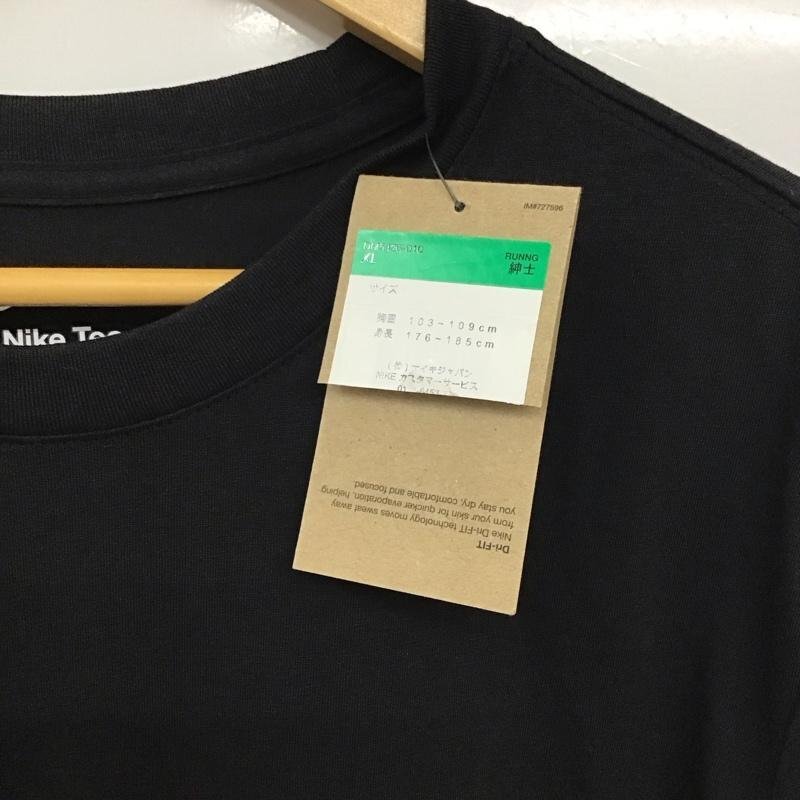 Nike Tee
IM#727596
XL
RUNNG
紳士
サイズ
胸囲 103~109cm
身長 176~185cm
(株)ナイキジャパン
NIKE カスタマーサービス
Dri-FIT
Nike Dri-FIT technology moves sweat away
from your skin for quicker evaporation, helping
you stay dry, comfortable and focused.